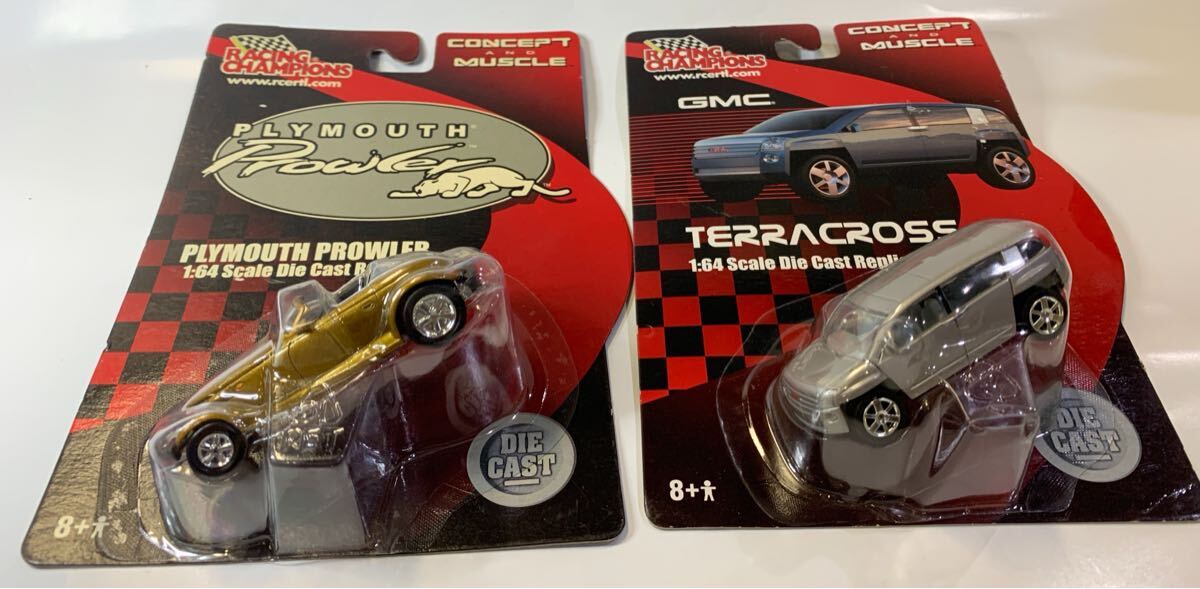 RACING CHAMPIONS
www.rcertl.com
CONCEPT
AND
MUSCLE
PLYMOUTH
Prowler
PLYMOUTH PROWLER
1:64 Scale Die Cast
DIE
CAST
8+
RACING CHAMPIONS
www.rcertl.com
CONCEPT
AND
MUSCLE
GMC
TERRACROSS
1:64 Scale Die Cast
DIE
CAST
8+